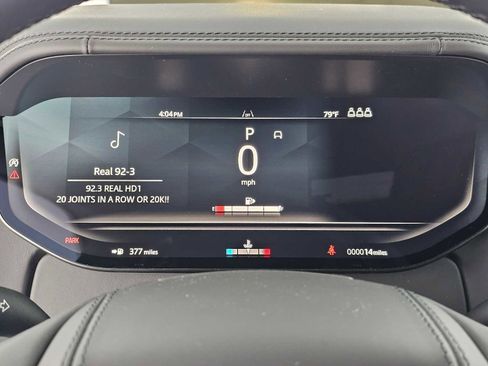 4:04 PM
79°F
P
0
mph
Real 92-3
92.3 REAL HD1
20 JOINTS IN A ROW OR 20K!!
PARK
377 miles
000014 miles